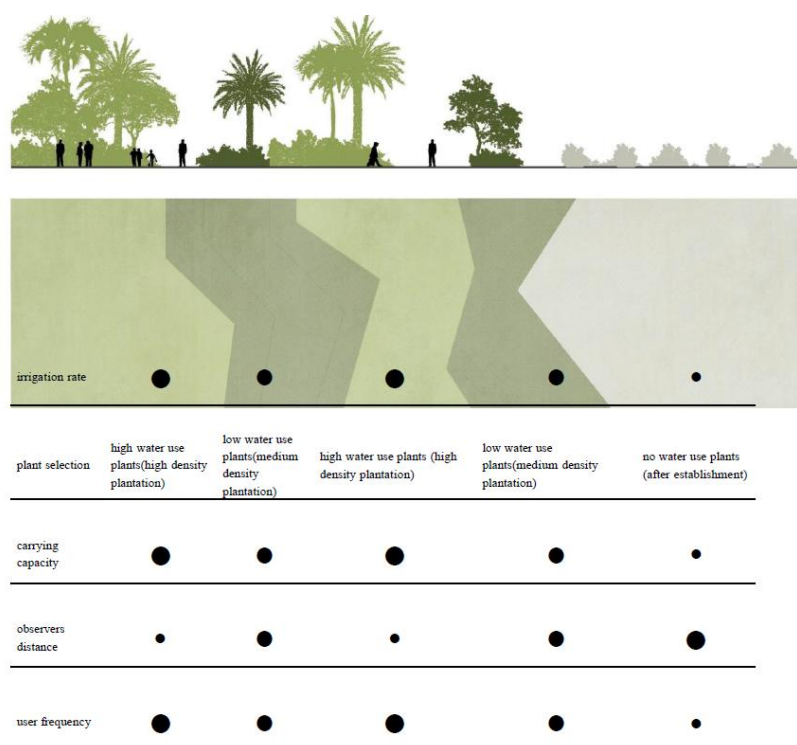 irrigation rate
plant selection
high water use
plants(high density
plantation)
low water use
plants(medium
density
plantation)
high water use plants (high
density plantation)
low water use
plants(medium density
plantation)
no water use plants
(after establishment)
carrying
capacity
observers
distance
user frequency